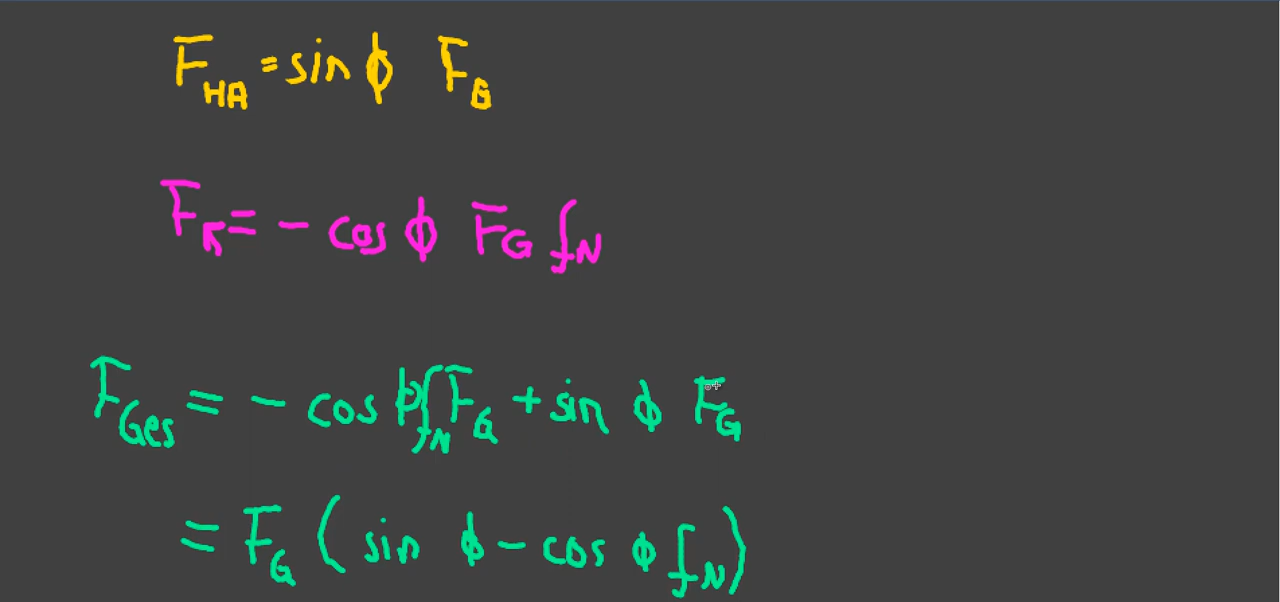 F_HA = sin ϕ F_G
F_R = - cos ϕ F_G f_N
F_Ges = - cos ϕ f_N F_G + sin ϕ F_G
= F_G ( sin ϕ - cos ϕ f_N )